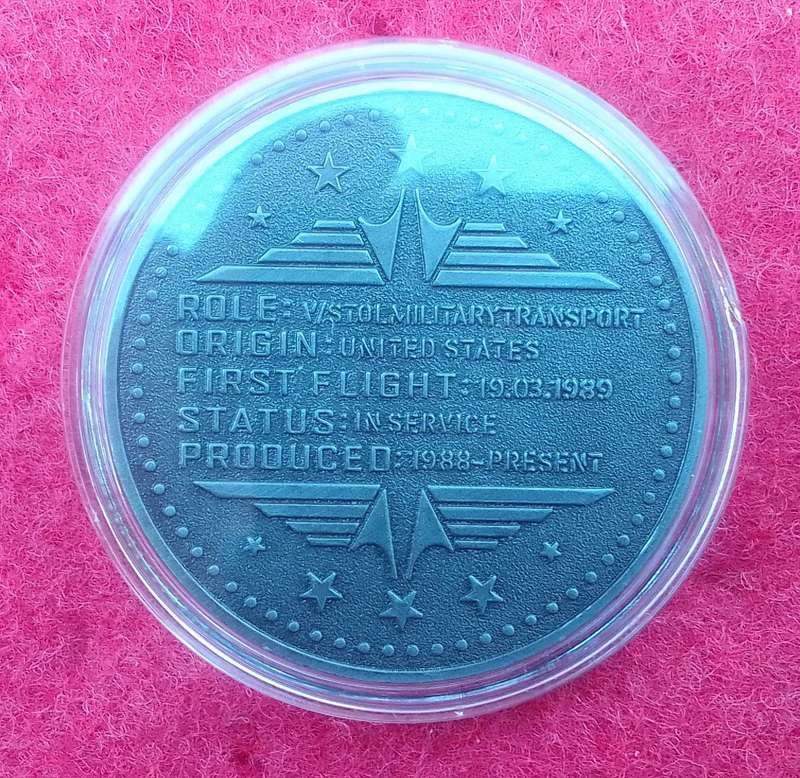 ROLE: V/STOL MILITARY TRANSPORT
ORIGIN: UNITED STATES
FIRST FLIGHT: 19.03.1989
STATUS: IN SERVICE
PRODUCED: 1988-PRESENT